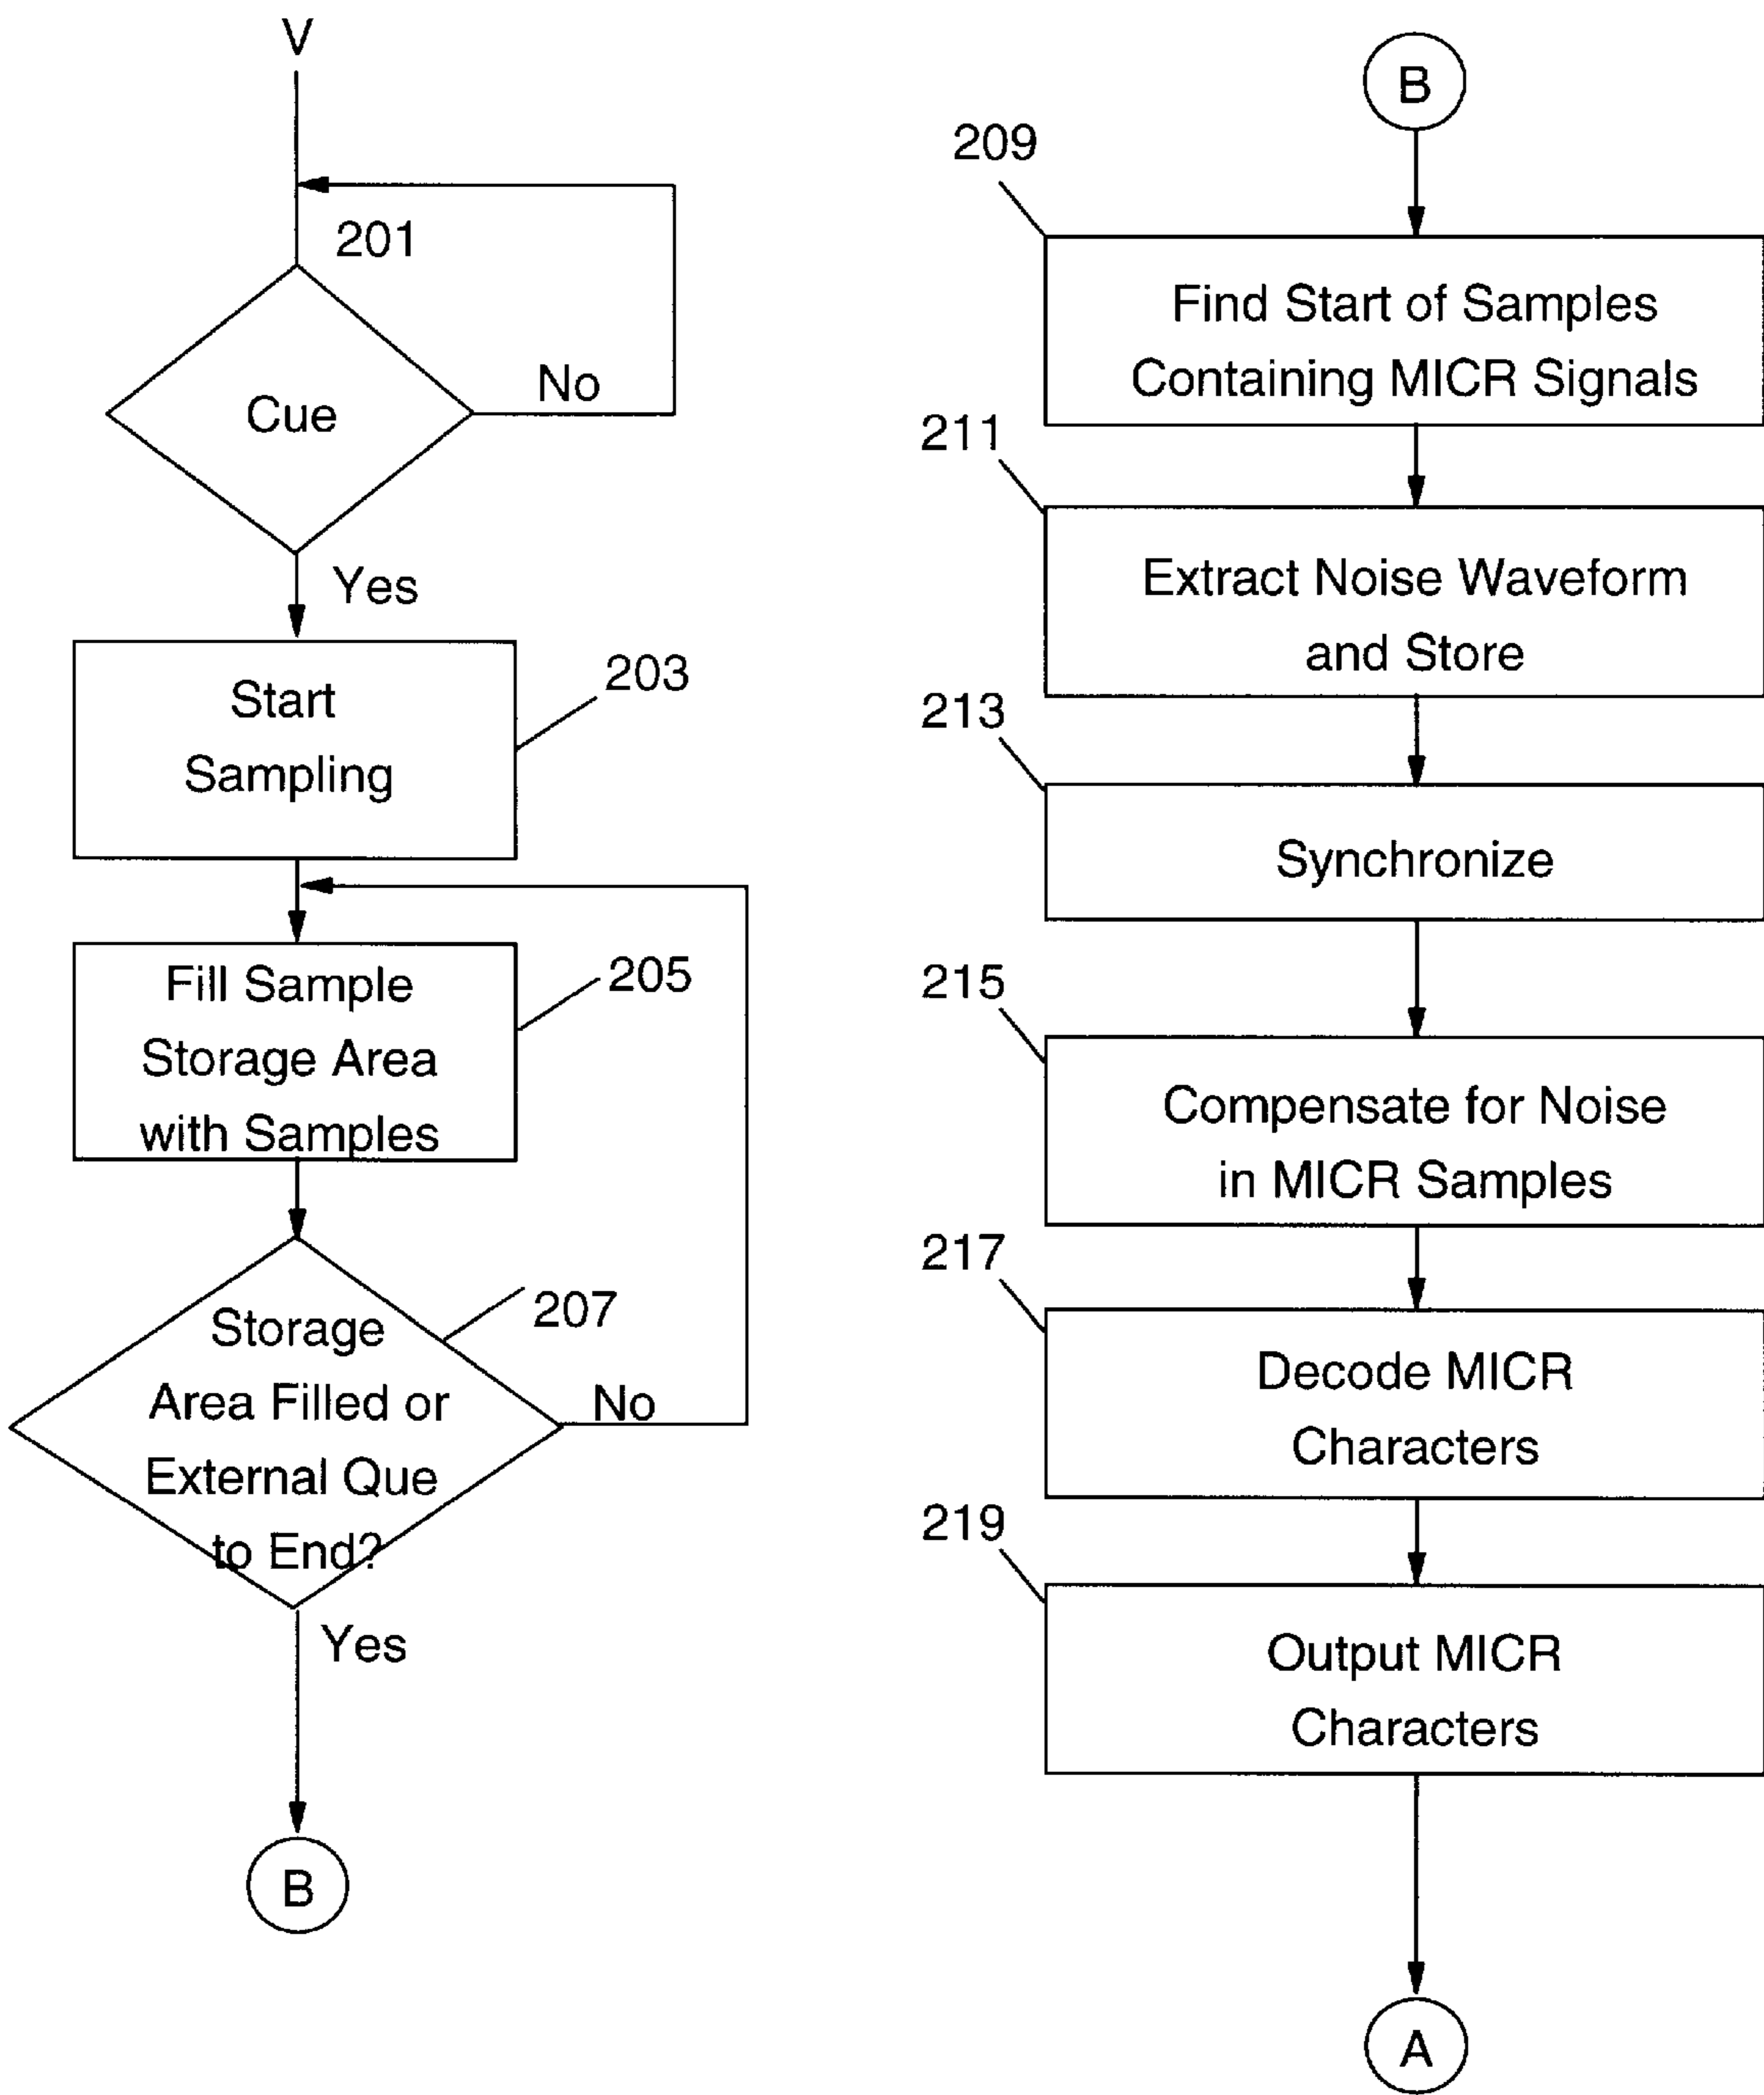 V
201
Cue
No
Yes
Start
Sampling
203
Fill Sample
Storage Area
with Samples
205
Storage
Area Filled or
External Que
to End?
207
No
Yes
B
B
209
Find Start of Samples
Containing MICR Signals
211
Extract Noise Waveform
and Store
213
Synchronize
215
Compensate for Noise
in MICR Samples
217
Decode MICR
Characters
219
Output MICR
Characters
A